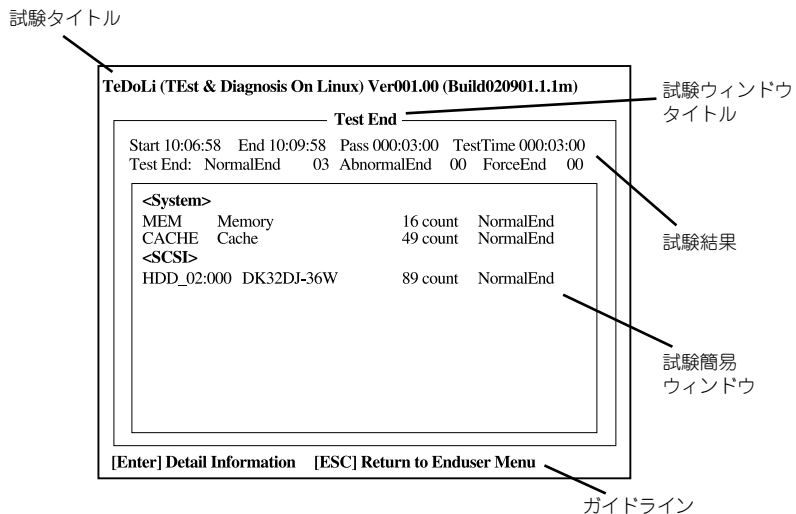 試験タイトル
TeDoLi (TEst & Diagnosis On Linux) Ver001.00 (Build020901.1.1m)
試験ウィンドウ
タイトル
Test End
Start 10:06:58 End 10:09:58 Pass 000:03:00 TestTime 000:03:00
Test End: NormalEnd 03 AbnormalEnd 00 ForceEnd 00
試験結果
<System>
MEM Memory 16 count NormalEnd
CACHE Cache 49 count NormalEnd
<SCSI>
HDD_02:000 DK32DJ-36W 89 count NormalEnd
試験簡易
ウィンドウ
[Enter] Detail Information [ESC] Return to Enduser Menu
ガイドライン